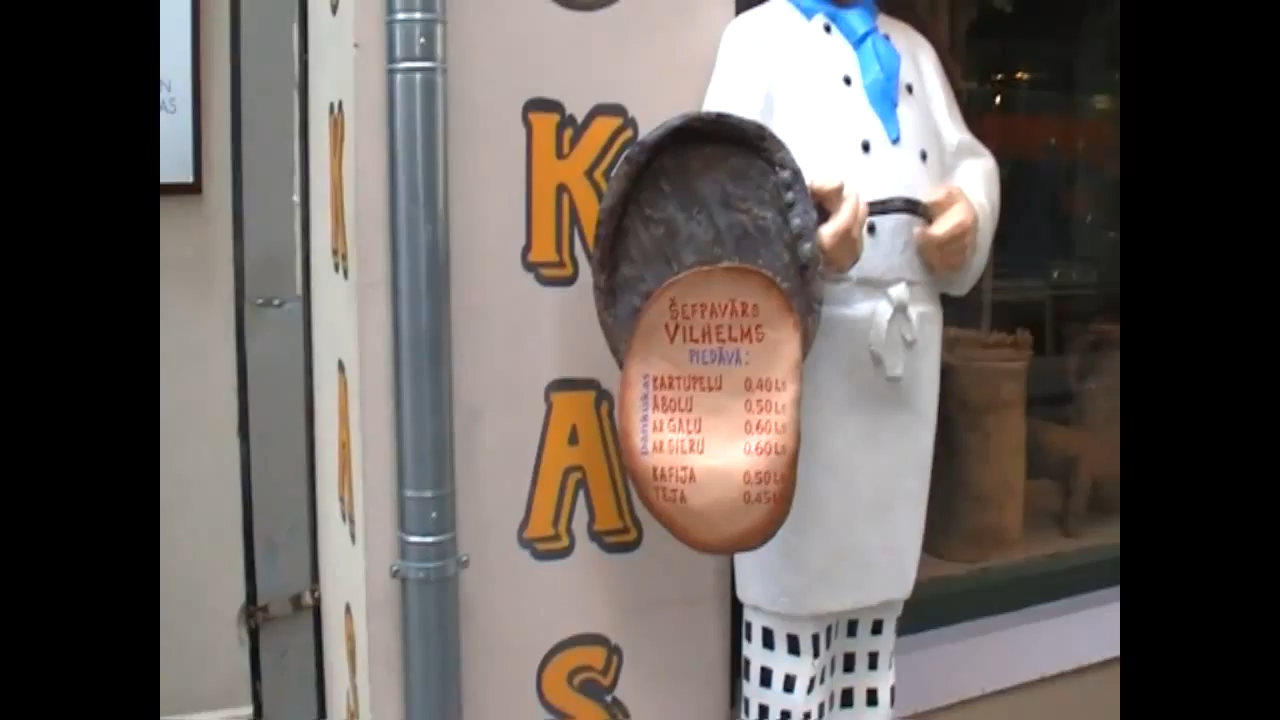 K
A
S
ŠEFPAVĀRS
VILHELMS
PIEDĀVĀ:
pankūkas
KARTUPEĻU 0.40 Ls
ĀBOLU 0.50 Ls
AR GAĻU 0.60 Ls
AR SIERU 0.60 Ls
KAFIJA 0.50 Ls
TĒJA 0.45 Ls
K
A